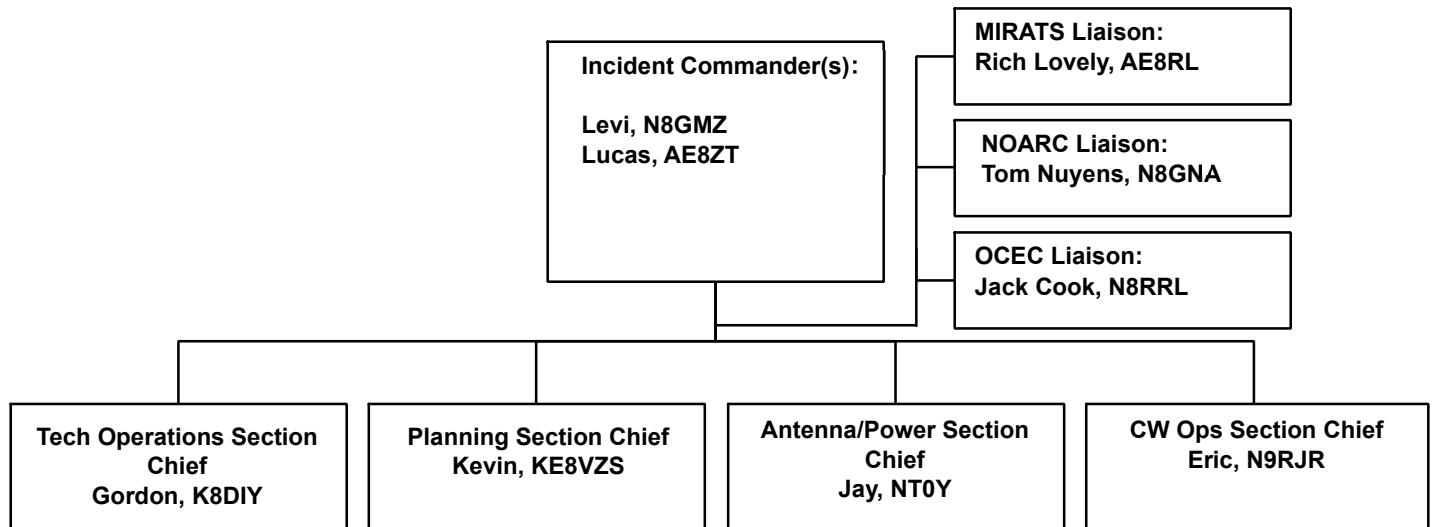 Incident Commander(s):
Levi, N8GMZ
Lucas, AE8ZT
MIRATS Liaison:
Rich Lovely, AE8RL
NOARC Liaison:
Tom Nuyens, N8GNA
OCEC Liaison:
Jack Cook, N8RRL
Tech Operations Section
Chief
Gordon, K8DIY
Planning Section Chief
Kevin, KE8VZS
Antenna/Power Section
Chief
Jay, NT0Y
CW Ops Section Chief
Eric, N9RJR